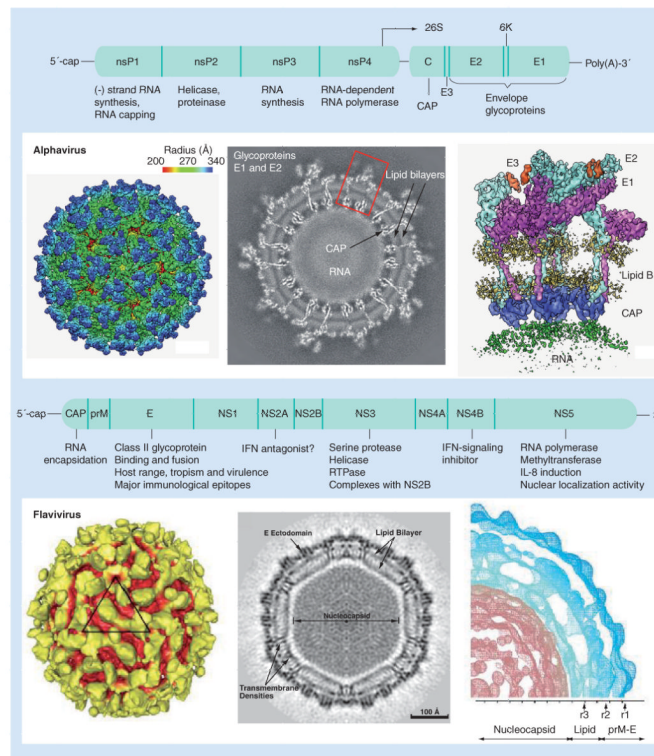 26S
6K
5´-cap
nsP1
nsP2
nsP3
nsP4
C
E2
E1
Poly(A)-3´
(-) strand RNA
synthesis,
RNA capping
Helicase,
proteinase
RNA
synthesis
RNA-dependent
RNA polymerase
CAP
E3
Envelope
glycoproteins
Alphavirus
Radius (Å)
200 270 340
Glycoproteins
E1 and E2
Lipid bilayers
CAP
RNA
E3
E2
E1
Lipid B
CAP
RNA
5´-cap
CAP
prM
E
NS1
NS2A
NS2B
NS3
NS4A
NS4B
NS5
RNA
encapsidation
Class II glycoprotein
Binding and fusion
Host range, tropism and virulence
Major immunological epitopes
IFN antagonist?
Serine protease
Helicase
RTPase
Complexes with NS2B
IFN-signaling
inhibitor
RNA polymerase
Methyltransferase
IL-8 induction
Nuclear localization activity
Flavivirus
E Ectodomain
Lipid Bilayer
Nucleocapsid
Transmembrane
Densities
100 Å
r3 r2 r1
Nucleocapsid Lipid prM-E